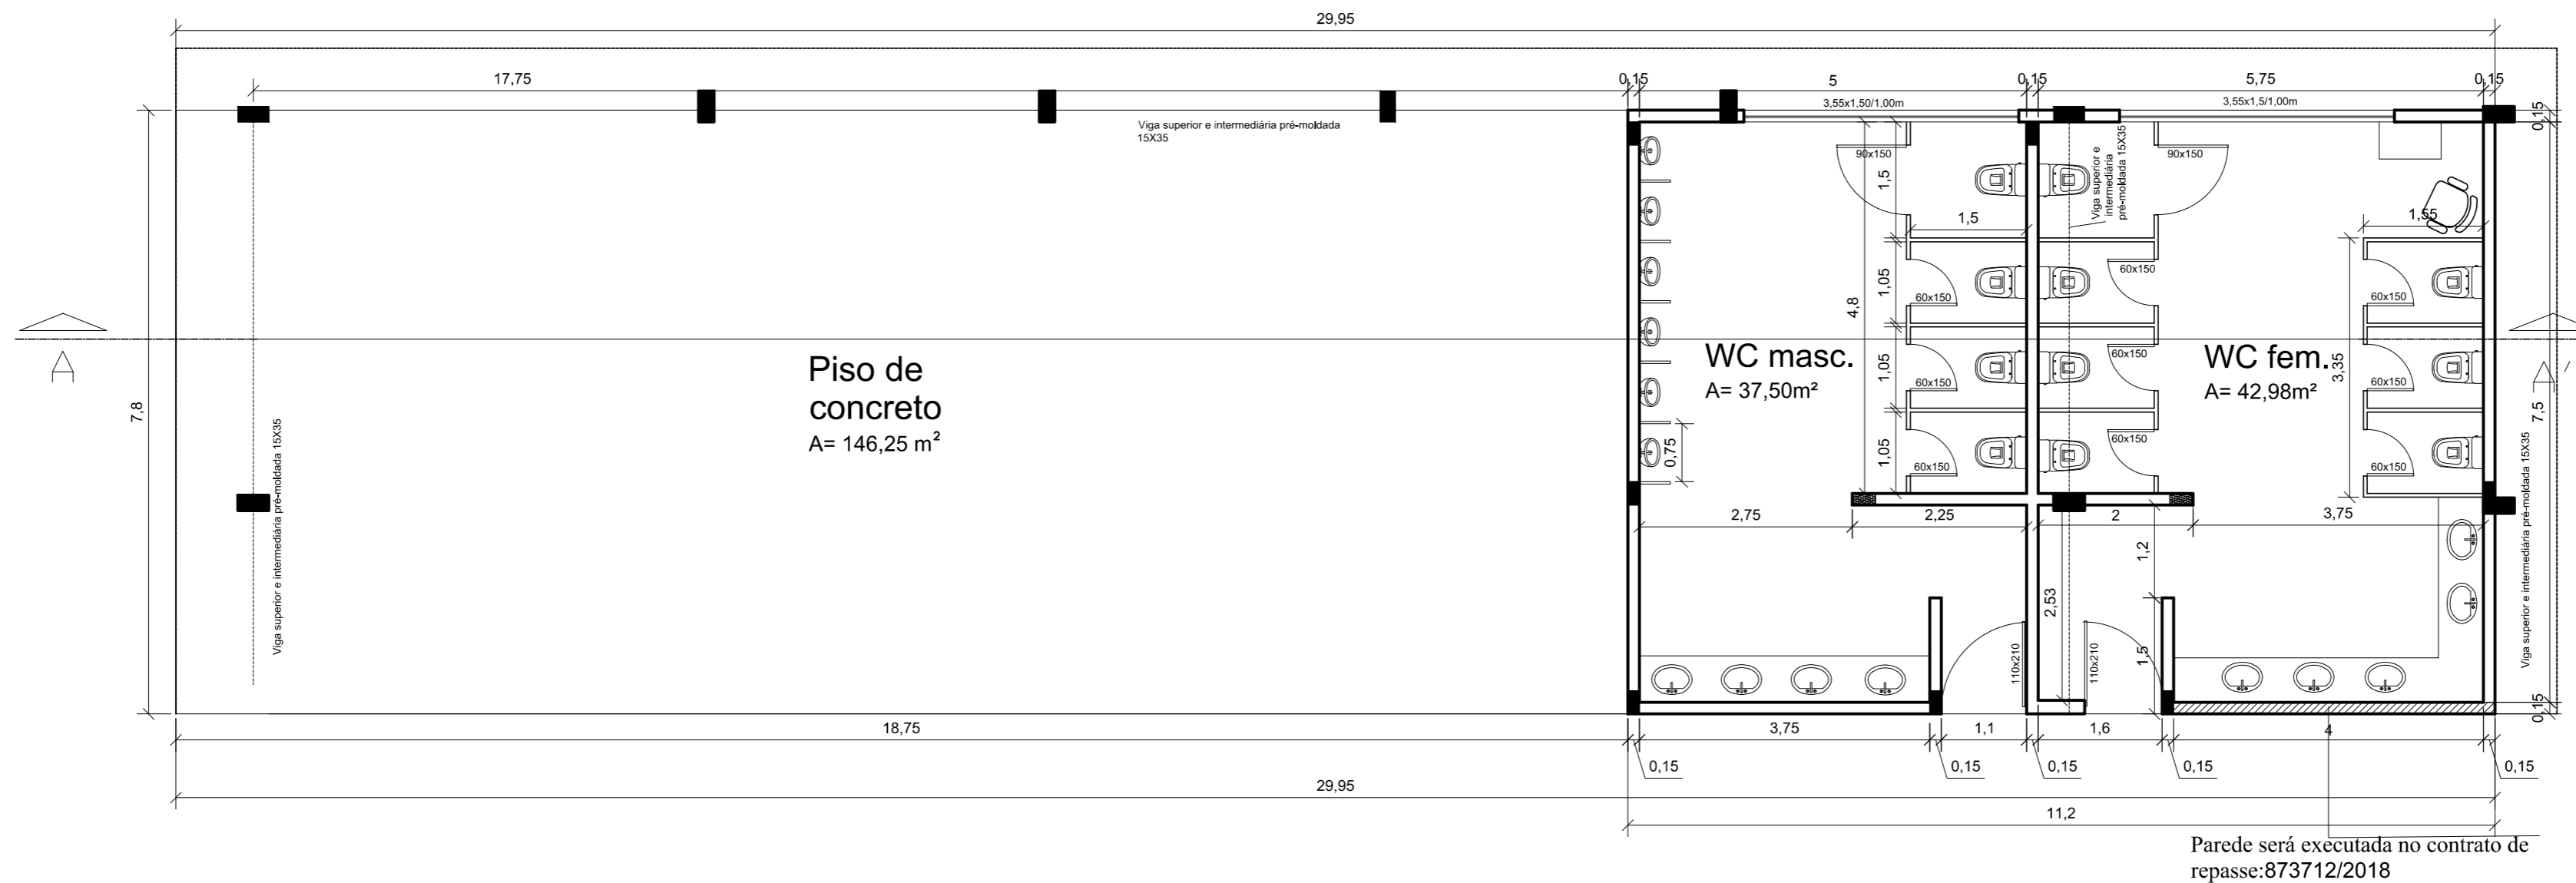 29,95
17,75
0,15
5
0,15
5,75
0,15
3,55x1,50/1,00m
3,55x1,5/1,00m
0,15
Viga superior e intermediária pré-moldada
15X35
90x150
90x150
Viga superior e
intermediária
pré-moldada 15X35
1,5
1,5
1,55
60x150
1,05
60x150
60x150
4,8
Piso de
concreto
A= 146,25 m²
WC masc.
A= 37,50m²
WC fem.
A= 42,98m²
60x150
1,05
60x150
60x150
3,35
A
A
7,8
7,5
0,75
1,05
60x150
60x150
60x150
Viga superior e intermediária pré-moldada 15X35
Viga superior e intermediária pré-moldada 15X35
2,75
2,25
2
3,75
1,2
2,53
1,5
110x210
110x210
0,15
18,75
3,75
1,1
1,6
4
0,15
0,15
0,15
0,15
0,15
29,95
11,2
Parede será executada no contrato de
repasse:873712/2018